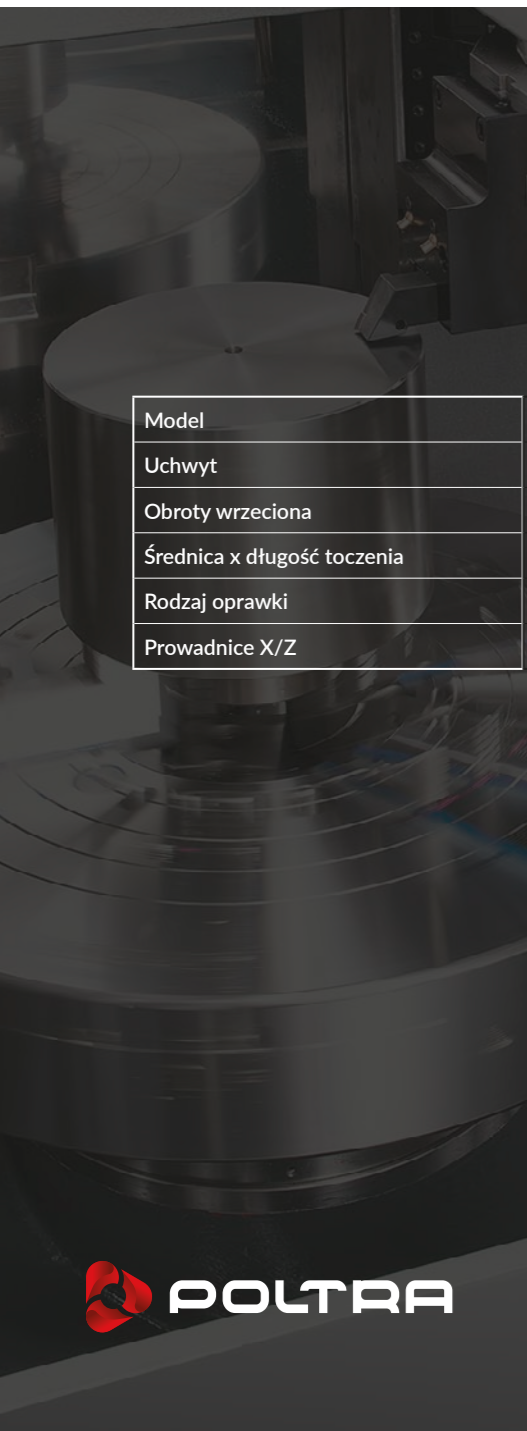 Model
Uchwyt
Obroty wrzeciona
Średnica x długość toczenia
Rodzaj oprawki
Prowadnice X/Z
POLTRA